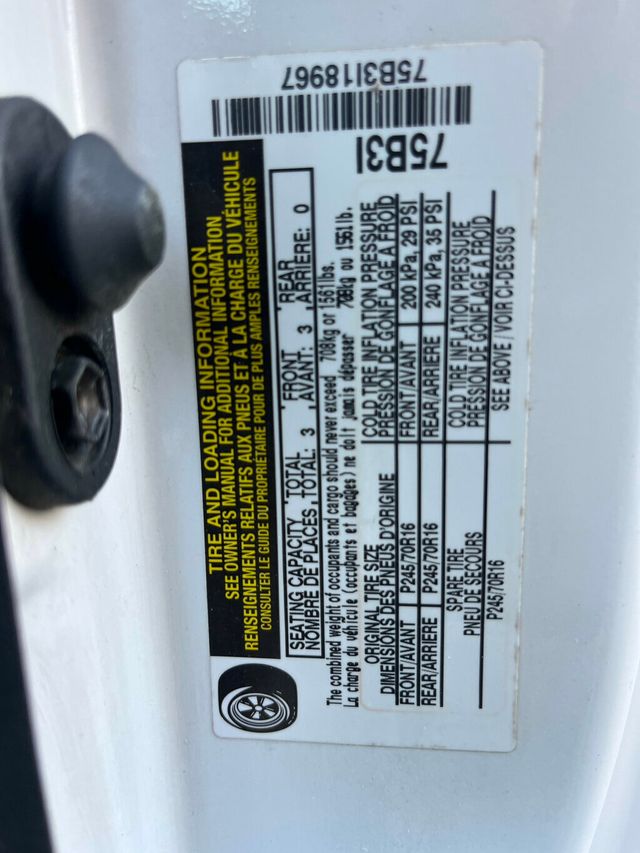 TIRE AND LOADING INFORMATION
SEE OWNER'S MANUAL FOR ADDITIONAL INFORMATION.
RENSEIGNEMENTS RELATIFS AUX PNEUS ET À LA CHARGE DU VÉHICULE
CONSULTER LE GUIDE DU PROPRIÉTAIRE POUR DE PLUS AMPLES RENSEIGNEMENTS
SEATING CAPACITY TOTAL FRONT REAR
NOMBRE DE PLACES TOTAL: 3 AVANT: 3 ARRIERE: 0
The combined weight of occupants and cargo should never exceed 708kg or 1561lbs.
La charge du véhicule (occupants et bagages) ne doit jamais dépasser 708kg ou 1561lb.
ORIGINAL TIRE SIZE COLD TIRE INFLATION PRESSURE
DIMENSIONS DES PNEUS D'ORIGINE PRESSION DE GONFLAGE A FROID
FRONT/AVANT P245/70R16 FRONT/AVANT 200 kPa, 29 PSI
REAR/ARRIERE P245/70R16 REAR/ARRIERE 240 kPa, 35 PSI
SPARE TIRE COLD TIRE INFLATION PRESSURE
PNEU DE SECOURS PRESSION DE GONFLAGE A FROID
P245/70R16 SEE ABOVE / VOIR CI-DESSUS
75B3I
75B3I18967